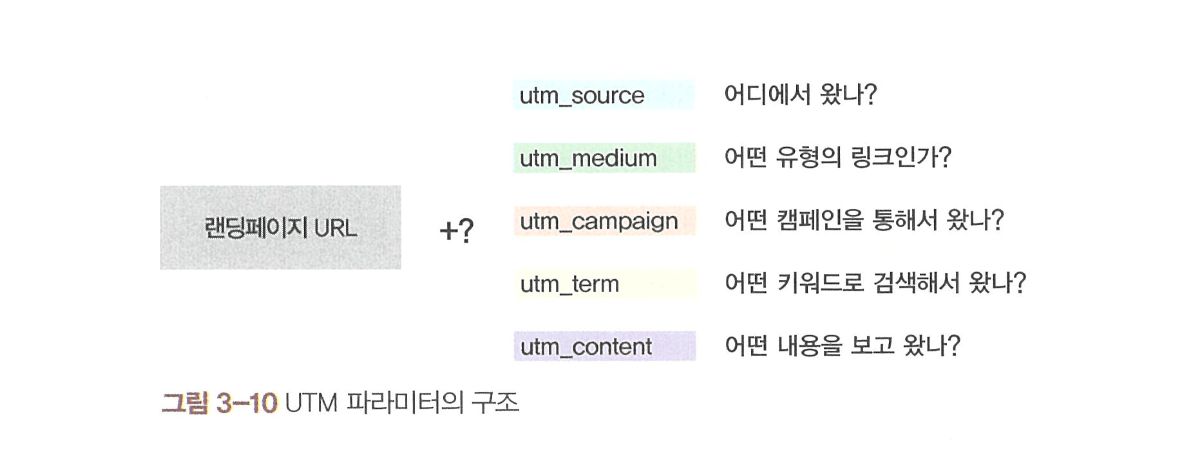 utm_source 어디에서 왔나?
utm_medium 어떤 유형의 링크인가?
랜딩페이지 URL +? utm_campaign 어떤 캠페인을 통해서 왔나?
utm_term 어떤 키워드로 검색해서 왔나?
utm_content 어떤 내용을 보고 왔나?
그림 3-10 UTM 파라미터의 구조